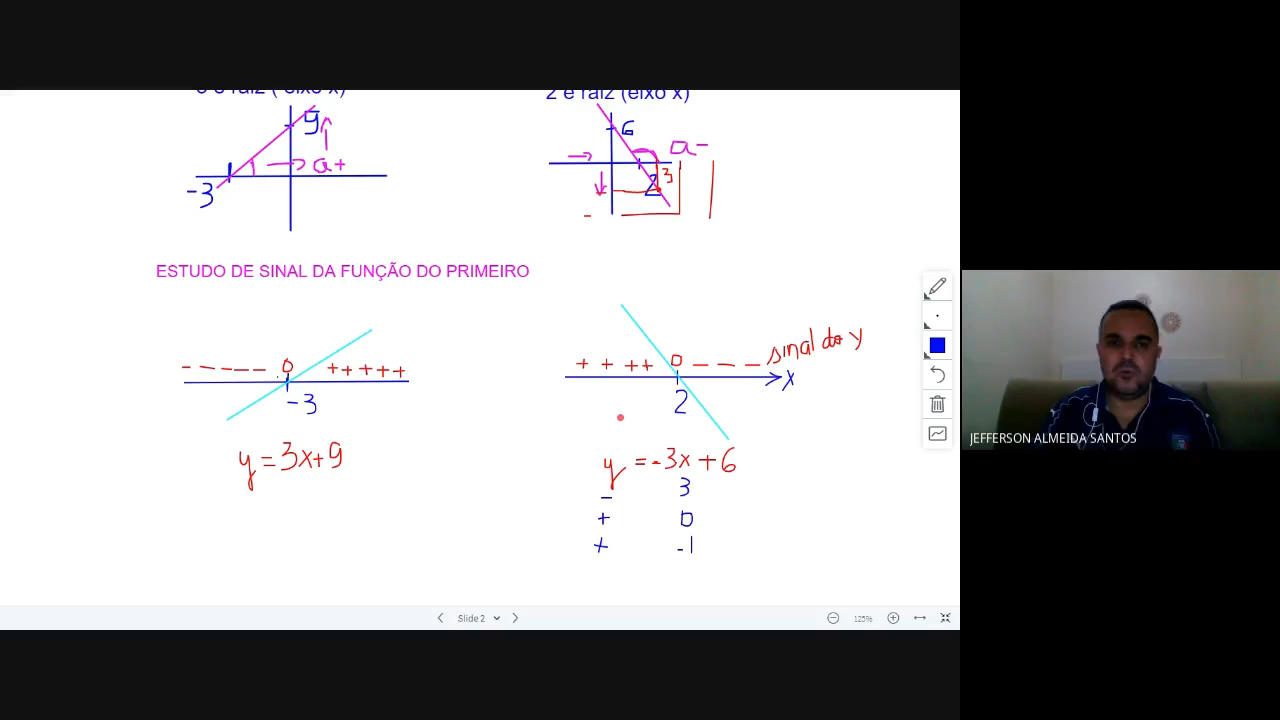 2 é raiz (eixo x)
9
a+
-3
6
a-
2
3
-
ESTUDO DE SINAL DA FUNÇÃO DO PRIMEIRO
- - - - - 0 + + + + +
-3
y = 3x+9
+ + + + 0 - - - sinal do y
x
2
y = -3x + 6
- 3
+ 0
+ -1
JEFFERSON ALMEIDA SANTOS
Slide 2
125%